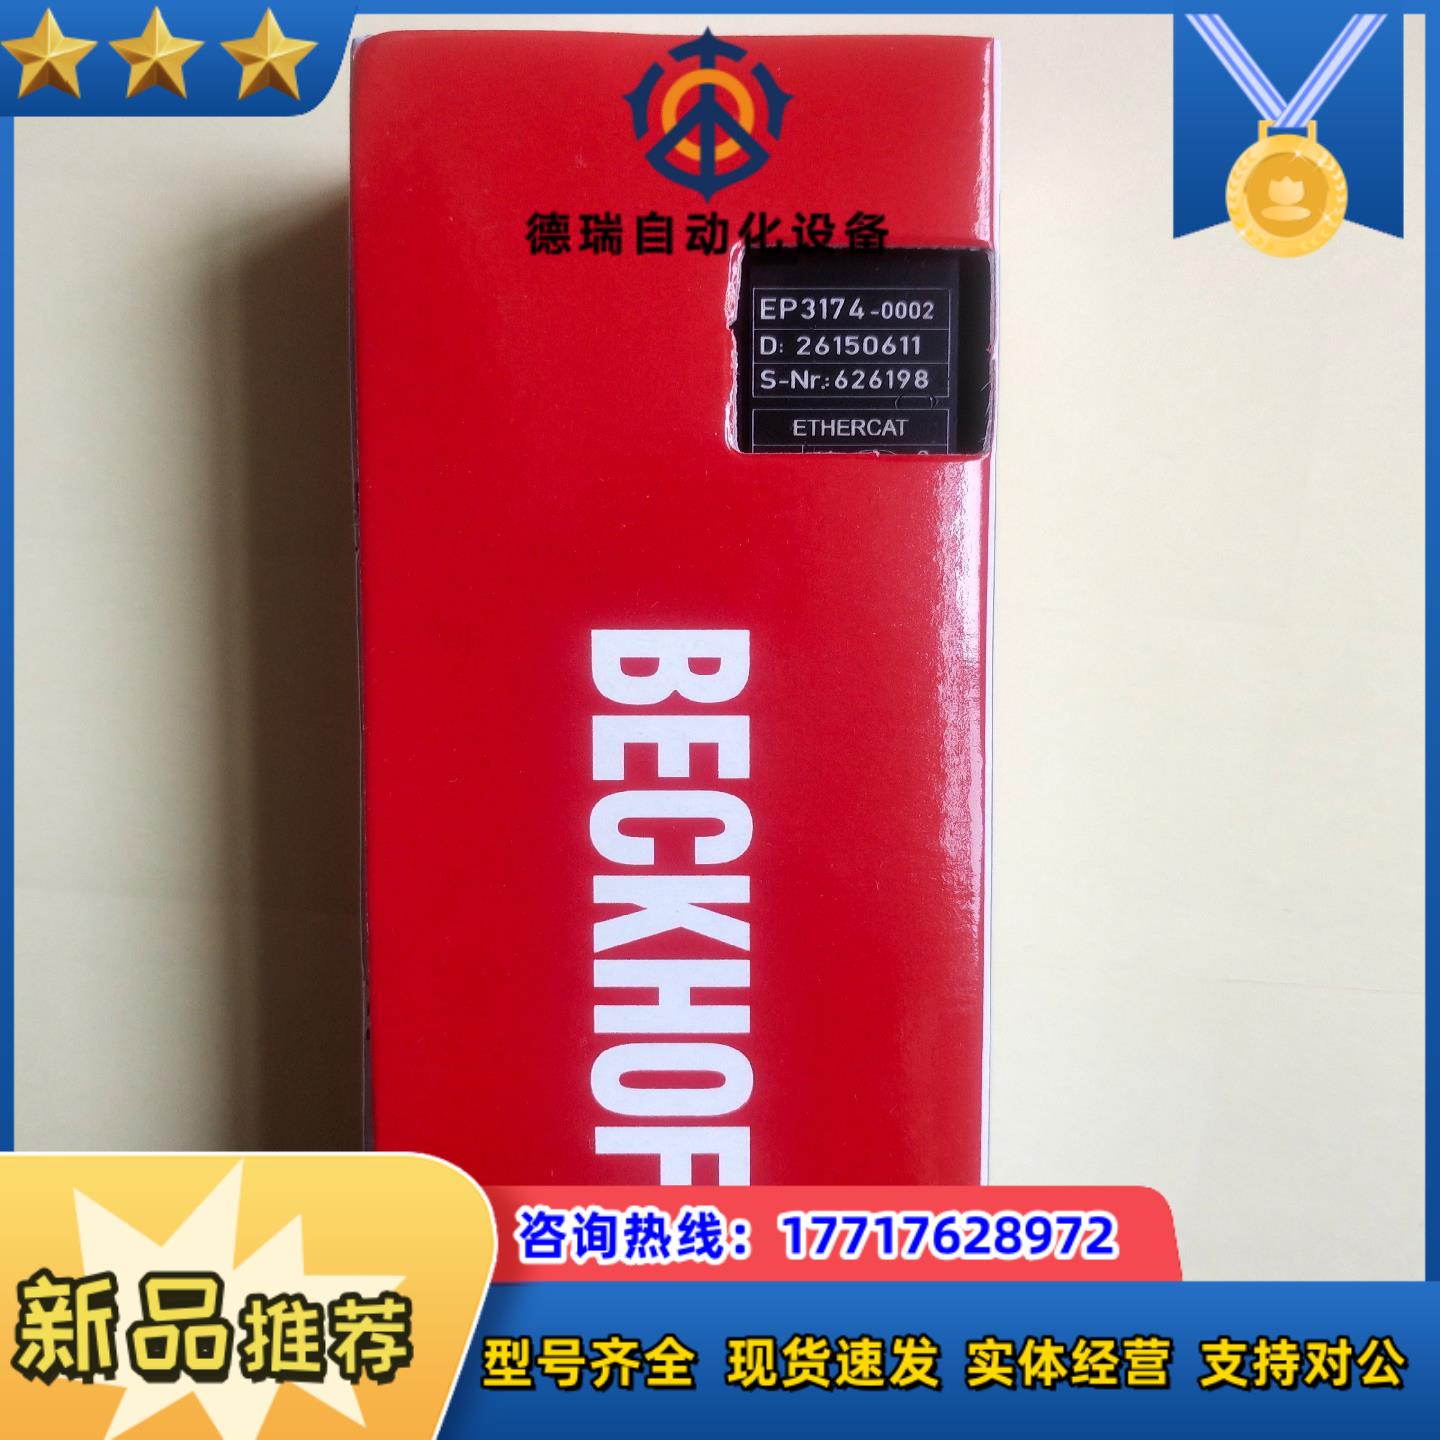 德瑞自动化设备
EP3174-0002
D: 26150611
S-Nr.:626198
ETHERCAT
BECKHOF
咨询热线：17717628972
新品推荐
型号齐全 现货速发 实体经营 支持对公